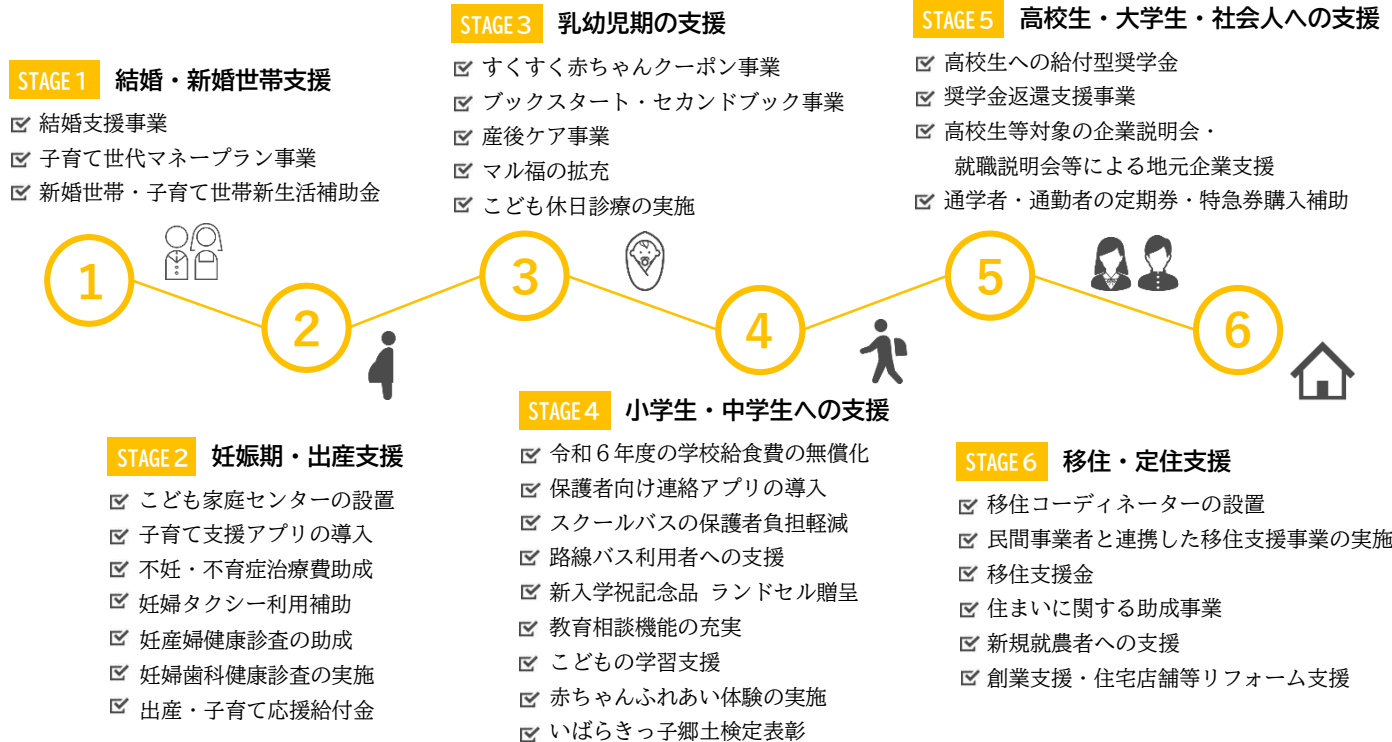 STAGE 1 結婚・新婚世帯支援
結婚支援事業
子育て世代マネープラン事業
新婚世帯・子育て世帯新生活補助金
1
STAGE 2 妊娠期・出産支援
こども家庭センターの設置
子育て支援アプリの導入
不妊・不育症治療費助成
妊婦タクシー利用補助
妊産婦健康診査の助成
妊婦歯科健康診査の実施
出産・子育て応援給付金
2
STAGE 3 乳幼児期の支援
すくすく赤ちゃんクーポン事業
ブックスタート・セカンドブック事業
産後ケア事業
マル福の拡充
こども休日診療の実施
3
STAGE 4 小学生・中学生への支援
令和6年度の学校給食費の無償化
保護者向け連絡アプリの導入
スクールバスの保護者負担軽減
路線バス利用者への支援
新入学祝記念品 ランドセル贈呈
教育相談機能の充実
こどもの学習支援
赤ちゃんふれあい体験の実施
いばらきっ子郷土検定表彰
4
STAGE 5 高校生・大学生・社会人への支援
高校生への給付型奨学金
奨学金返還支援事業
高校生等対象の企業説明会・
就職説明会等による地元企業支援
通学者・通勤者の定期券・特急券購入補助
5
STAGE 6 移住・定住支援
移住コーディネーターの設置
民間事業者と連携した移住支援事業の実施
移住支援金
住まいに関する助成事業
新規就農者への支援
創業支援・住宅店舗等リフォーム支援
6